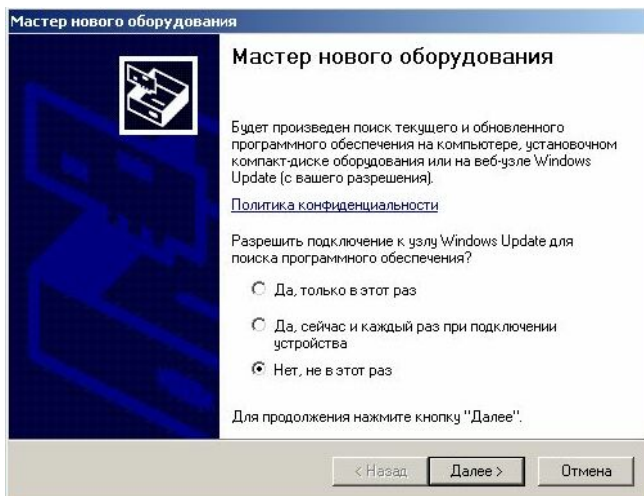 Мастер нового оборудования
Мастер нового оборудования
Будет произведен поиск текущего и обновленного
программного обеспечения на компьютере, установочном
компакт-диске оборудования или на веб-узле Windows
Update (с вашего разрешения).
Политика конфиденциальности
Разрешить подключение к узлу Windows Update для
поиска программного обеспечения?
Да, только в этот раз
Да, сейчас и каждый раз при подключении
устройства
Нет, не в этот раз
Для продолжения нажмите кнопку "Далее".
< Назад Далее > Отмена